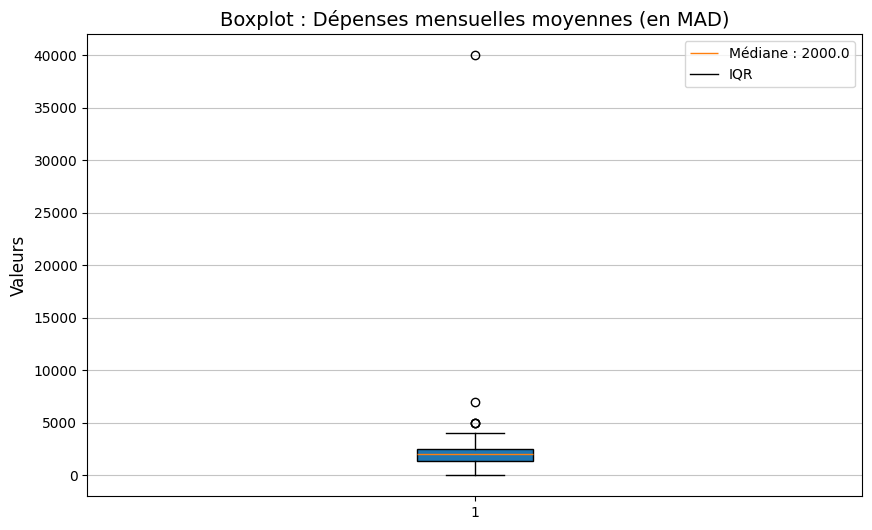 Boxplot : Dépenses mensuelles moyennes (en MAD)
Médiane : 2000.0
IQR
40000
35000
30000
25000
20000
15000
10000
5000
0
Valeurs
1